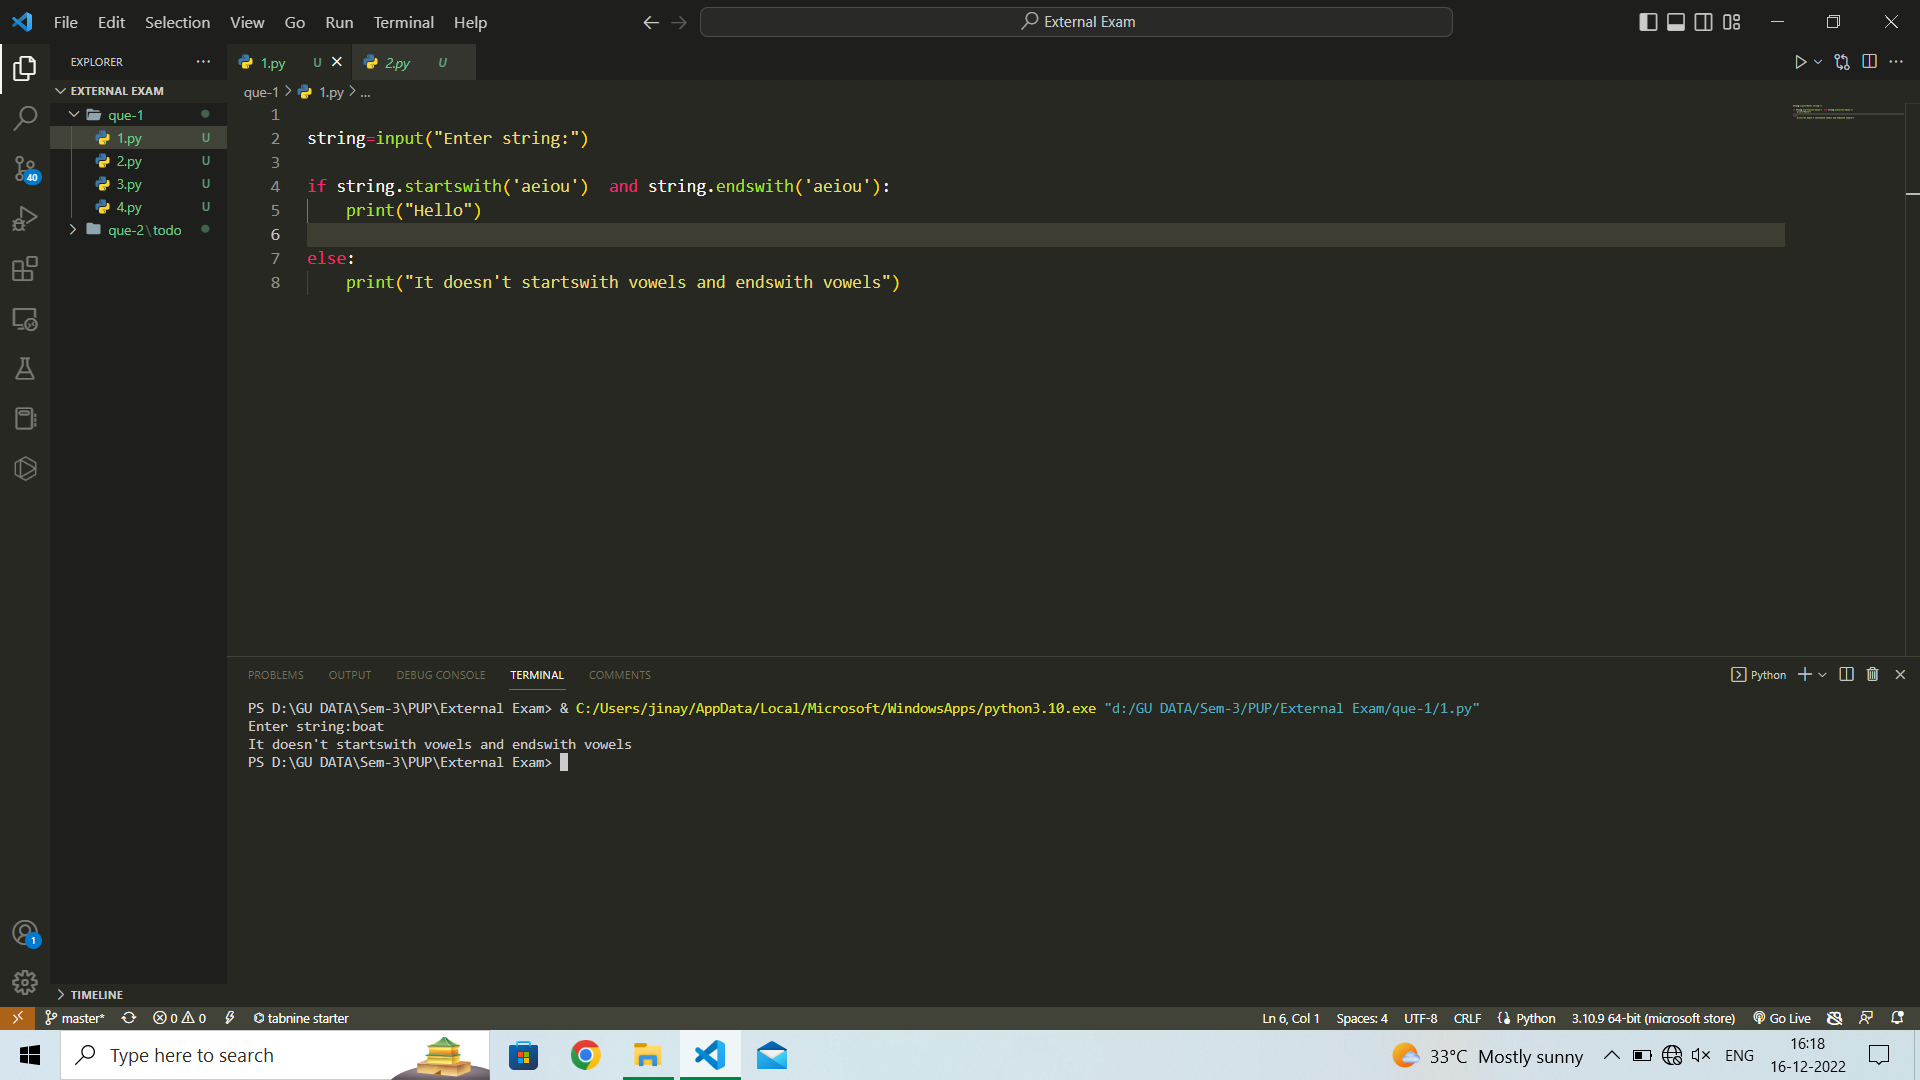 File Edit Selection View Go Run Terminal Help
External Exam
EXPLORER
1.py U
2.py U
EXTERNAL EXAM
que-1
1.py U
2.py U
3.py U
4.py U
que-2\todo
que-1 > 1.py > ...
1
2 string=input("Enter string:")
3
4 if string.startswith('aeiou')  and string.endswith('aeiou'):
5     print("Hello")
6
7 else:
8     print("It doesn't startswith vowels and endswith vowels")
40
PROBLEMS OUTPUT DEBUG CONSOLE TERMINAL COMMENTS
Python
PS D:\GU DATA\Sem-3\PUP\External Exam> & C:/Users/jinay/AppData/Local/Microsoft/WindowsApps/python3.10.exe "d:/GU DATA/Sem-3/PUP/External Exam/que-1/1.py"
Enter string:boat
It doesn't startswith vowels and endswith vowels
PS D:\GU DATA\Sem-3\PUP\External Exam>
1
TIMELINE
master* 0 0 tabnine starter
Ln 6, Col 1 Spaces: 4 UTF-8 CRLF Python 3.10.9 64-bit (microsoft store) Go Live
Type here to search
33°C Mostly sunny
ENG
16:18
16-12-2022